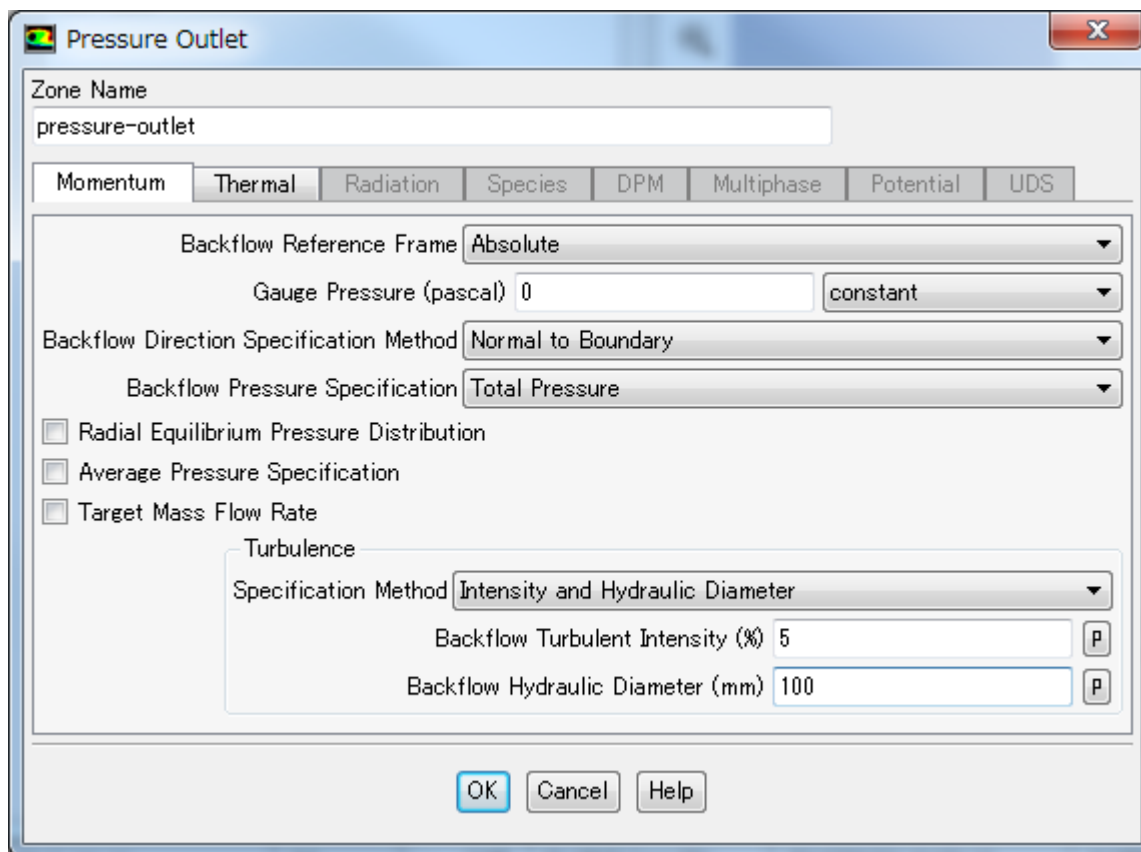 Pressure Outlet
Zone Name
pressure-outlet
Momentum Thermal Radiation Species DPM Multiphase Potential UDS
Backflow Reference Frame Absolute
Gauge Pressure (pascal) 0 constant
Backflow Direction Specification Method Normal to Boundary
Backflow Pressure Specification Total Pressure
Radial Equilibrium Pressure Distribution
Average Pressure Specification
Target Mass Flow Rate
Turbulence
Specification Method Intensity and Hydraulic Diameter
Backflow Turbulent Intensity (%) 5 P
Backflow Hydraulic Diameter (mm) 100 P
OK Cancel Help